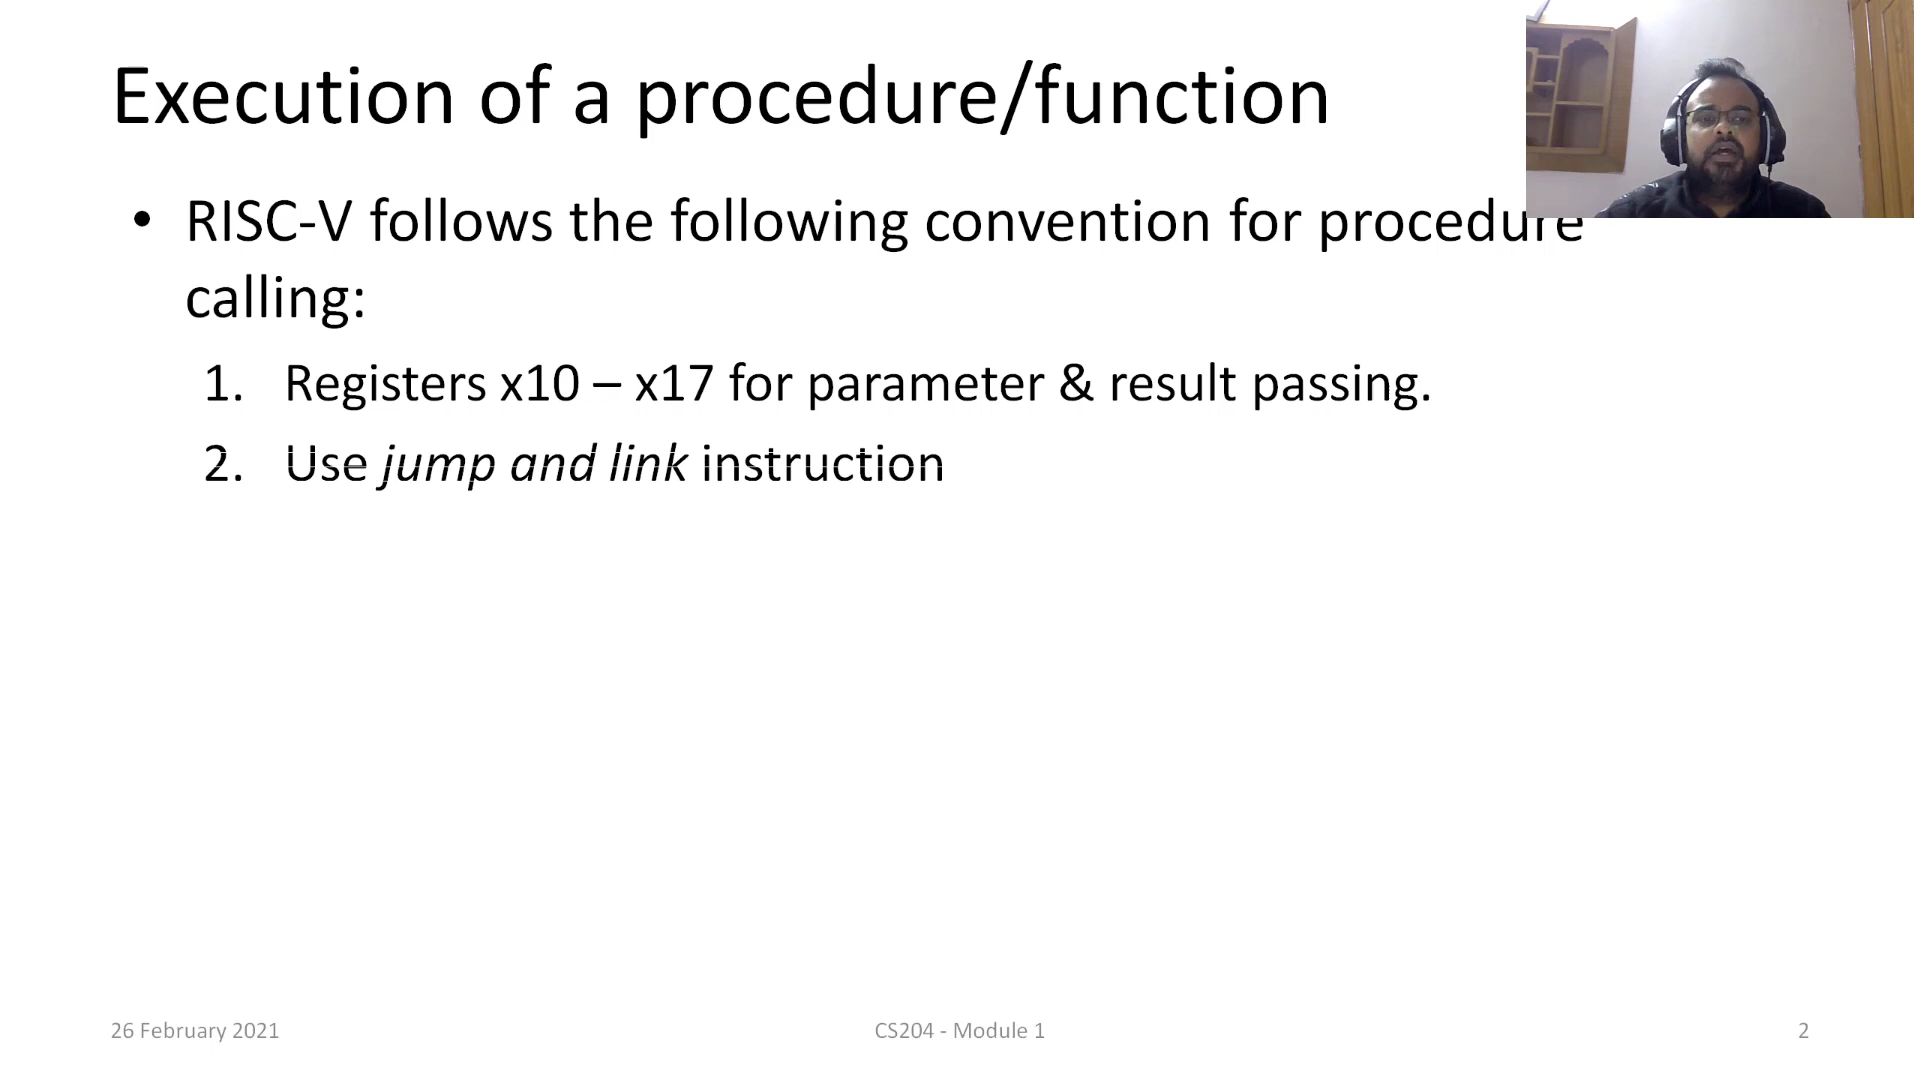 Execution of a procedure/function
• RISC-V follows the following convention for procedure
calling:
1. Registers x10 – x17 for parameter & result passing.
2. Use jump and link instruction
26 February 2021
CS204 - Module 1
2